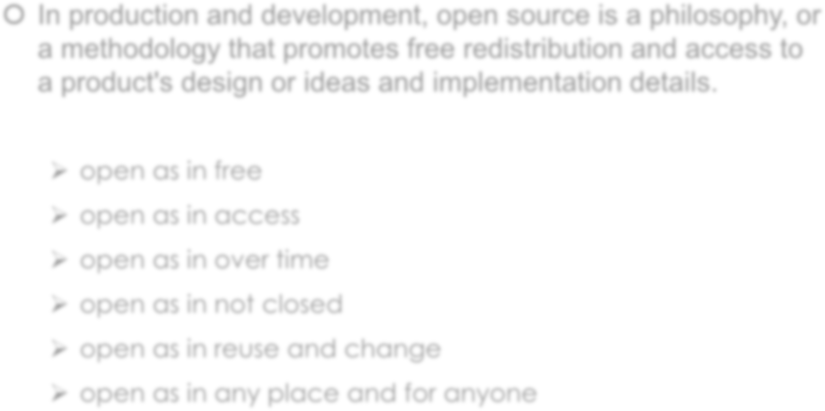 In production and development, open source is a philosophy, or
a methodology that promotes free redistribution and access to
a product's design or ideas and implementation details.
open as in free
open as in access
open as in over time
open as in not closed
open as in reuse and change
open as in any place and for anyone